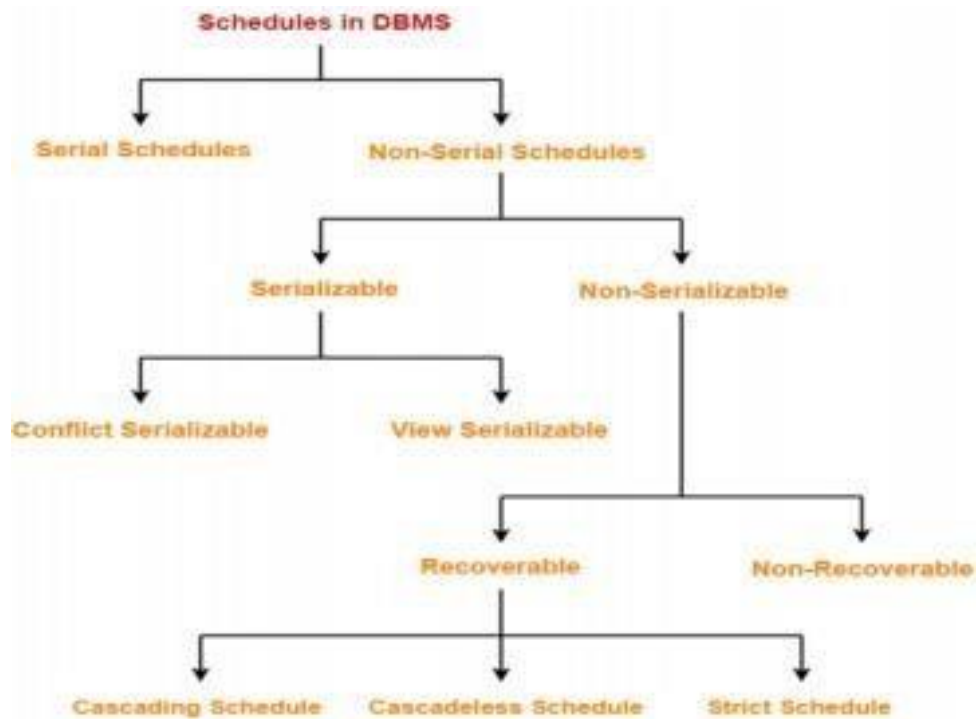 Schedules in DBMS
Serial Schedules
Non-Serial Schedules
Serializable
Non-Serializable
Conflict Serializable
View Serializable
Recoverable
Non-Recoverable
Cascading Schedule
Cascadeless Schedule
Strict Schedule